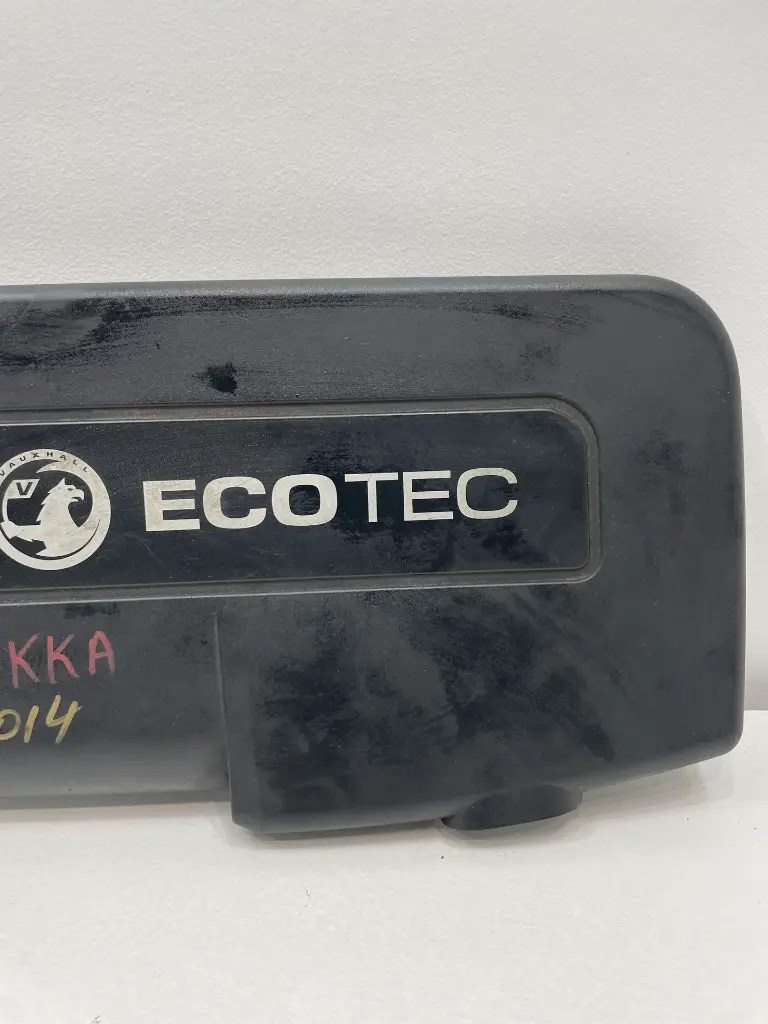 VAUXHALL
V
ECOTEC
KKA
014